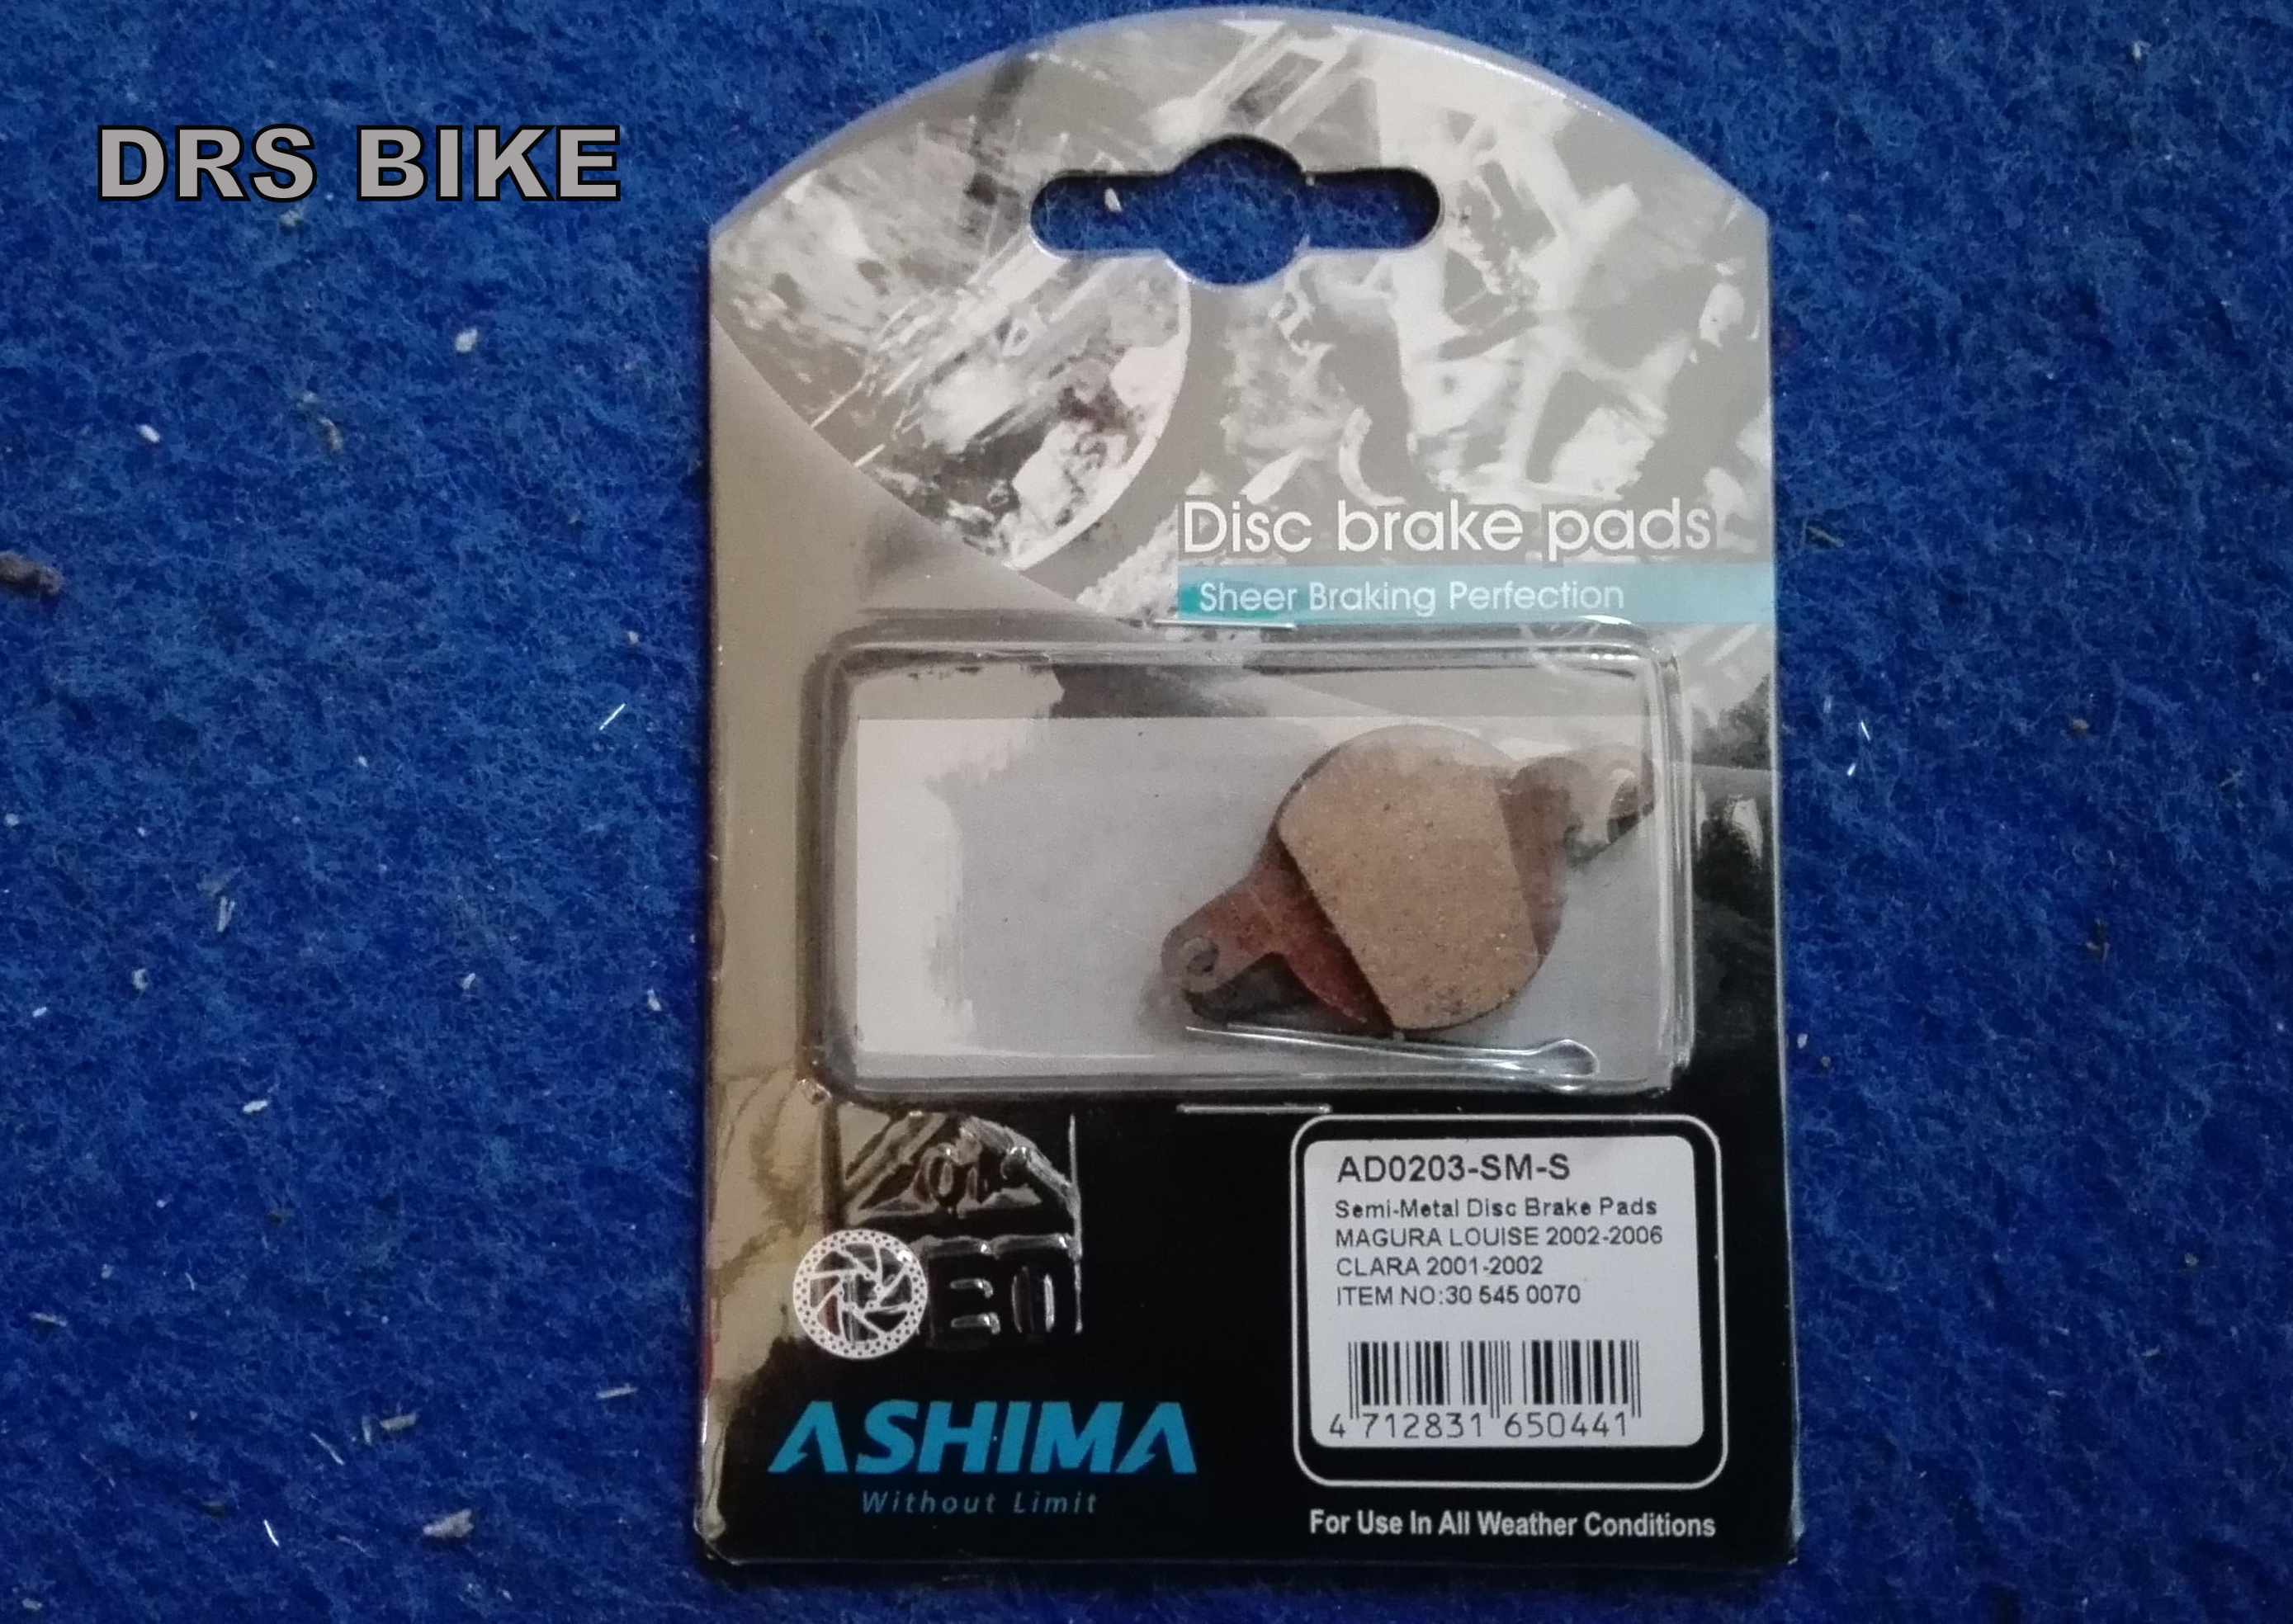 DRS BIKE
Disc brake pads
Sheer Braking Perfection
AD0203-SM-S
Semi-Metal Disc Brake Pads
MAGURA LOUISE 2002-2006
CLARA 2001-2002
ITEM NO:30 545 0070
4 712831 650441
ASHIMA
Without Limit
For Use In All Weather Conditions